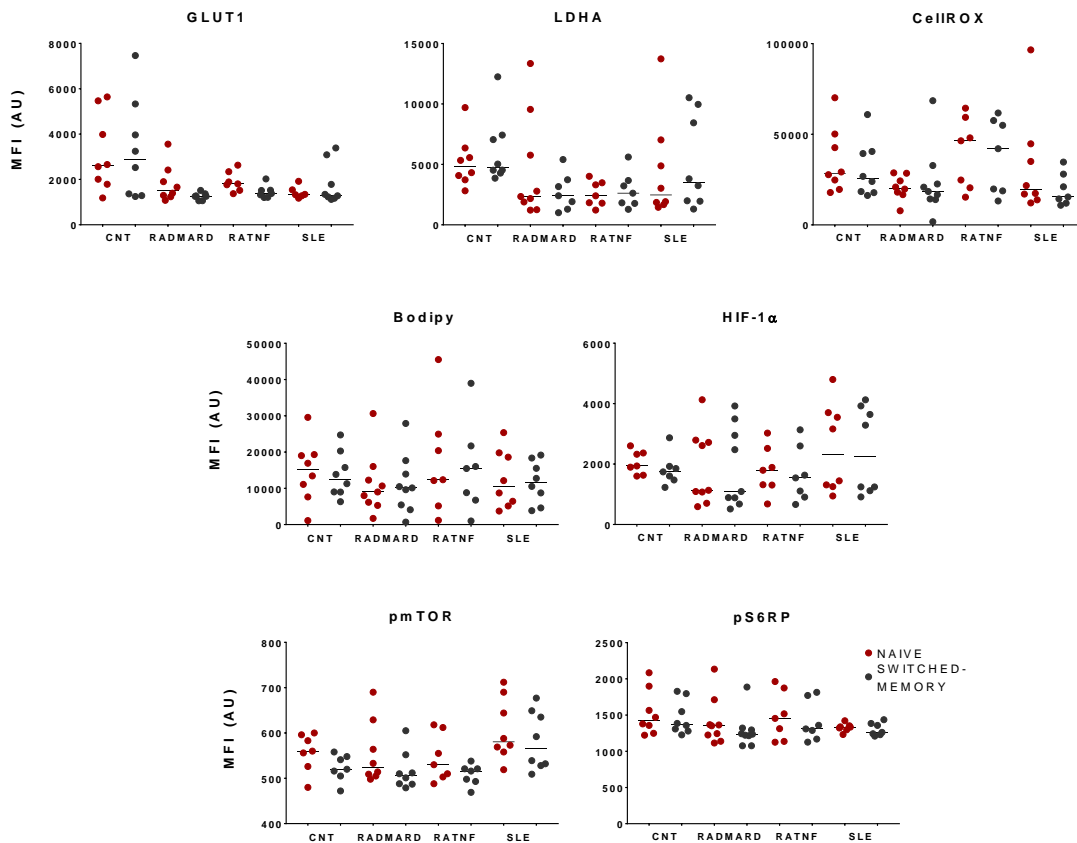 GLUT1
LDHA
CellROX
MFI (AU)
8000
6000
4000
2000
0
CNT RADMARD RATNF SLE
15000
10000
5000
0
CNT RADMARD RATNF SLE
100000
50000
0
CNT RADMARD RATNF SLE
Bodipy
HIF-1α
MFI (AU)
50000
40000
30000
20000
10000
0
CNT RADMARD RATNF SLE
6000
4000
2000
0
CNT RADMARD RATNF SLE
pmTOR
pS6RP
MFI (AU)
800
700
600
500
400
CNT RADMARD RATNF SLE
2500
2000
1500
1000
500
0
CNT RADMARD RATNF SLE
NAIVE
SWITCHED-
MEMORY